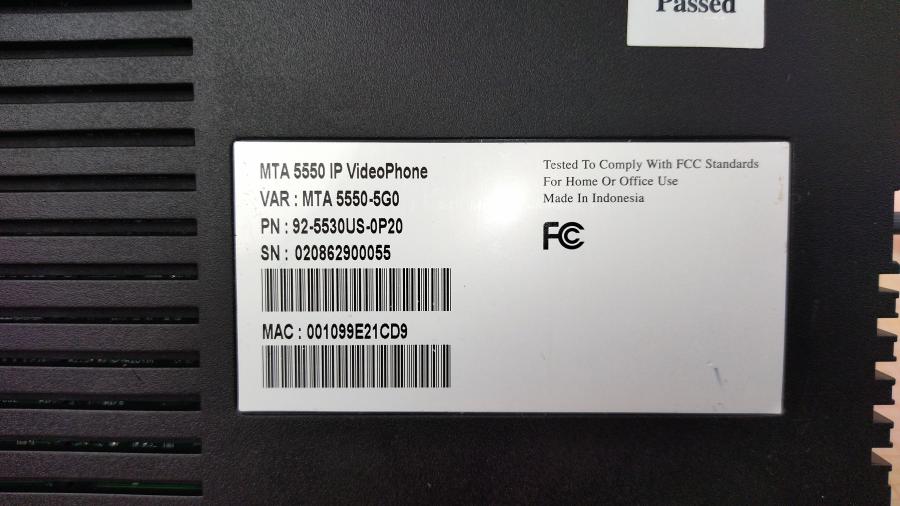 Passed
MTA 5550 IP VideoPhone
VAR : MTA 5550-5G0
PN : 92-5530US-0P20
SN : 020862900055
MAC : 001099E21CD9
Tested To Comply With FCC Standards
For Home Or Office Use
Made In Indonesia
FC